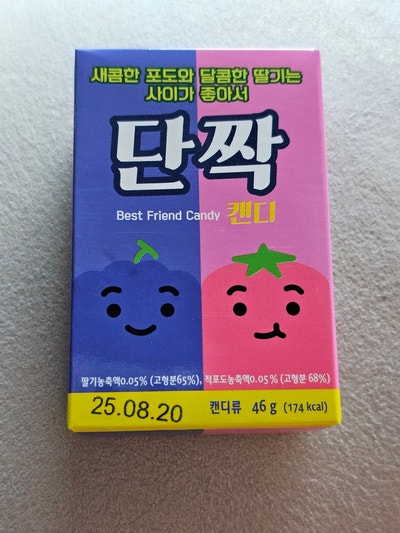 새콤한 포도와 달콤한 딸기는
사이가 좋아서
단짝
Best Friend Candy 캔디
딸기농축액0.05% (고형분65%), 적포도농축액0.05% (고형분 68%)
25.08.20 캔디류 46 g (174 kcal)